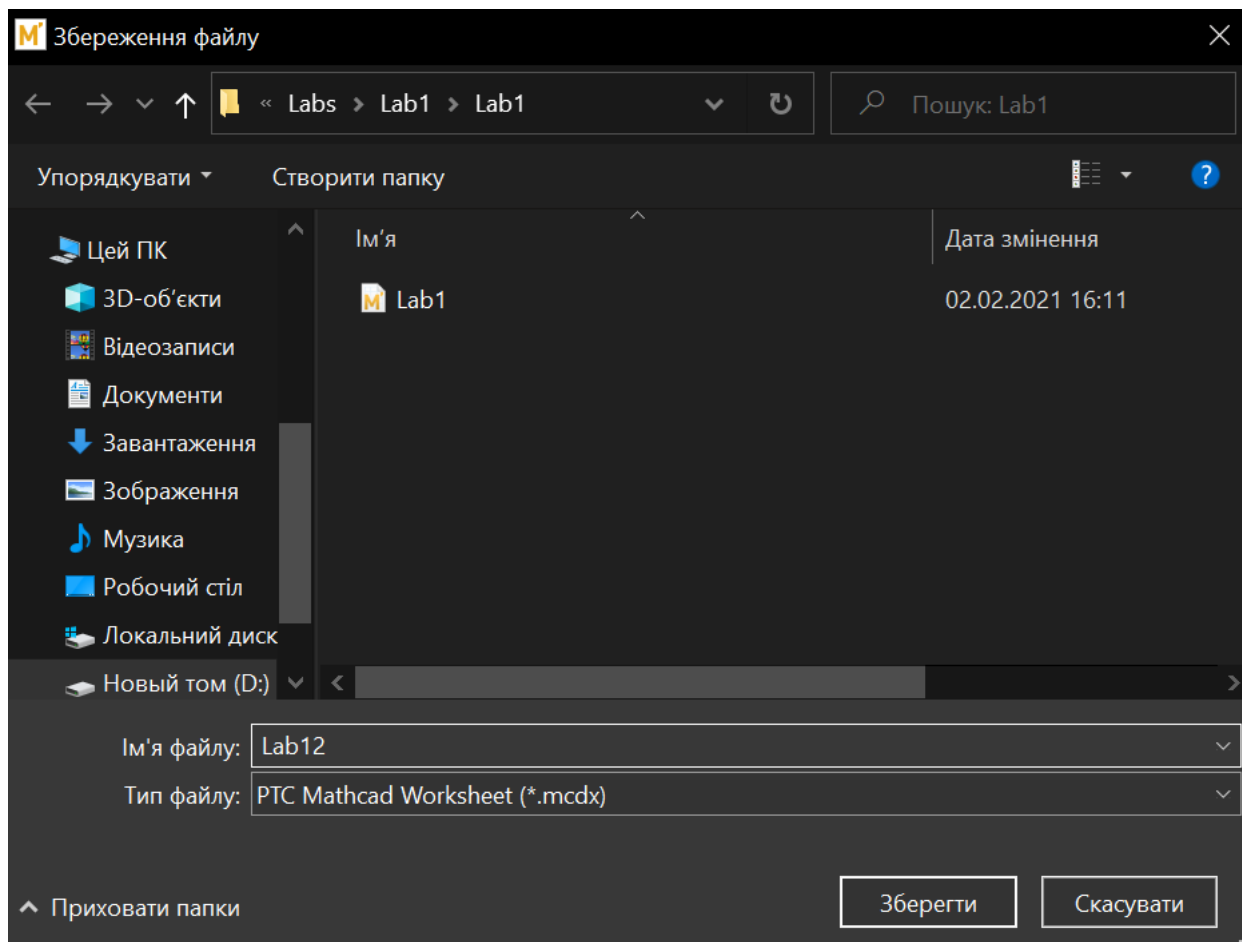 Збереження файлу
« Labs > Lab1 > Lab1
Пошук: Lab1
Упорядкувати
Створити папку
?
Цей ПК
3D-об’єкти
Відеозаписи
Документи
Завантаження
Зображення
Музика
Робочий стіл
Локальний диск
Новый том (D:)
Ім’я
Дата змінення
Lab1
02.02.2021 16:11
Ім'я файлу: Lab12
Тип файлу: PTC Mathcad Worksheet (*.mcdx)
Приховати папки
Зберегти
Скасувати